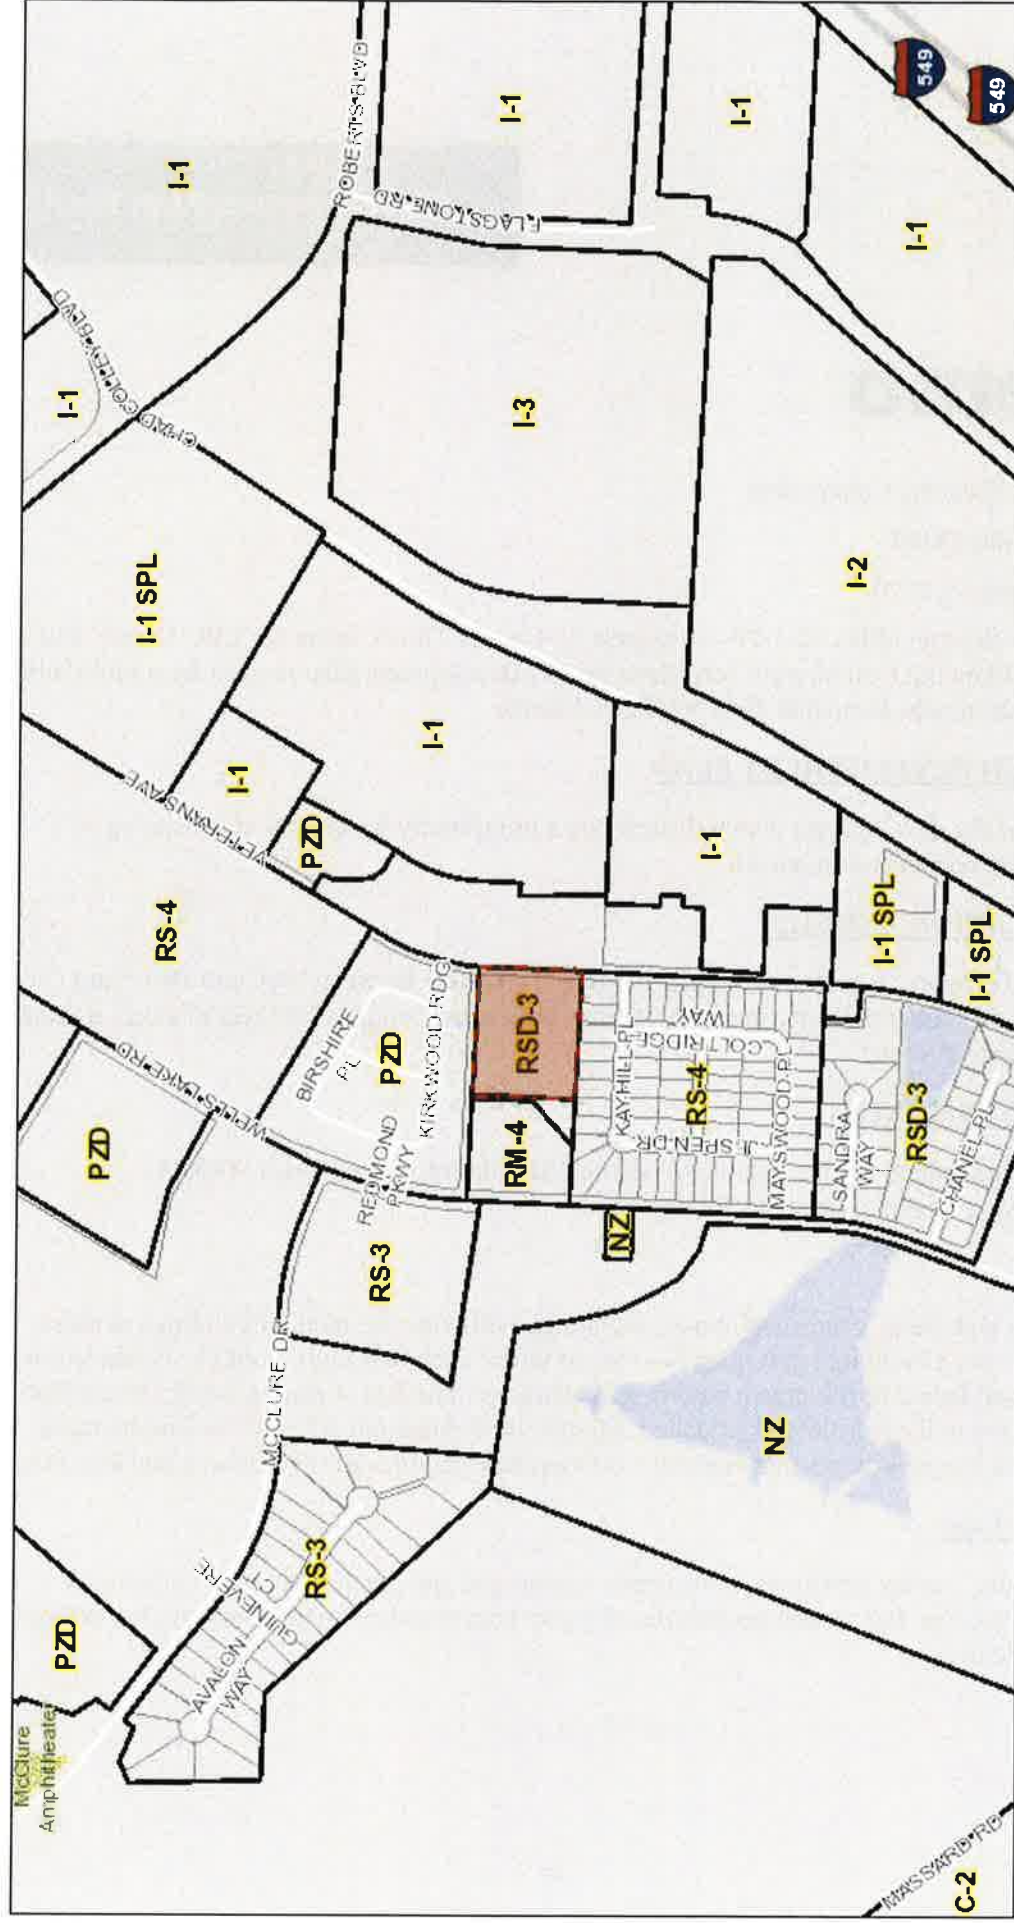 McClure
Amphitheater
PZD
PZD
RS-4
I-1 SPL
I-1
I-1
CHAD COLLEY BLVD
MCCLURE DR
GUINEVERE
CT
AVALON
WAY
RS-3
WELLS LAKE RD
VETERANS AVE
I-1
PZD
ROBERTS BLVD
RS-3
REDMOND
PKWY
BIRSHIRE
PL
PZD
KIRKWOOD RDG
I-1
FLAGSTONE RD
I-1
I-3
RM-4
RSD-3
NZ
KAYHILL PL
JESPEN DR
COLTRIDGE
WAY
RS-4
MAYSWOOD PL
I-1
I-1
NZ
SANDRA
WAY
RSD-3
CHANEL PL
I-1 SPL
I-1 SPL
I-2
I-1
549
549
MASSARD RD
C-2